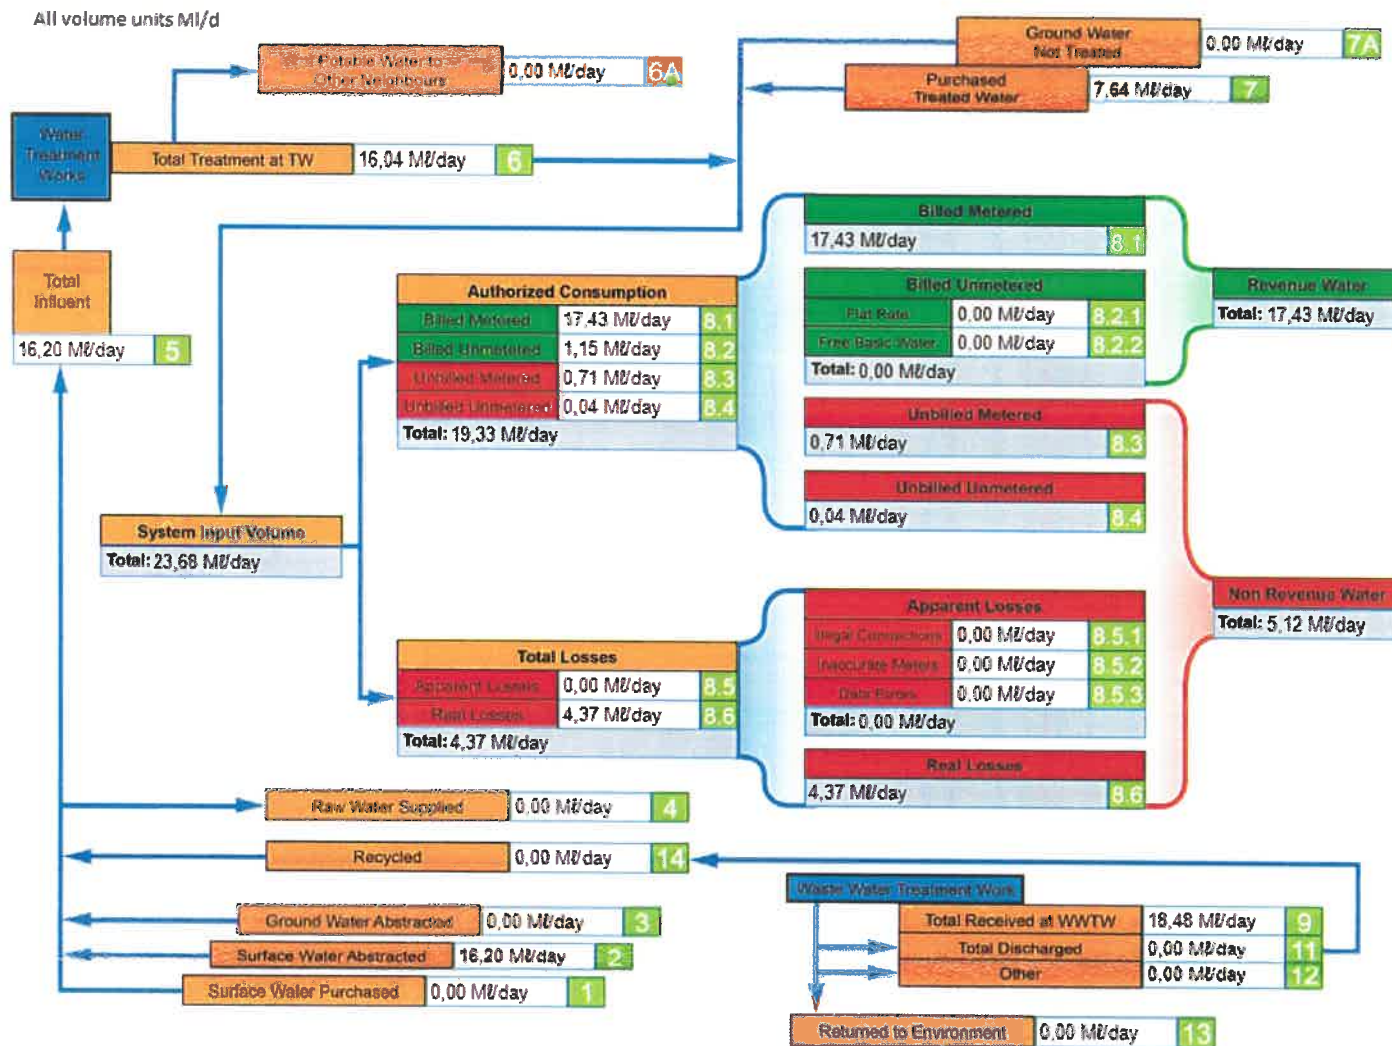 All volume units Ml/d
Potable Water to
Other Neighbours
0,00 Mℓ/day
6A
Ground Water
Not Treated
0,00 Mℓ/day
7A
Purchased
Treated Water
7,64 Mℓ/day
7
Water
Treatment
Works
Total Treatment at TW
16,04 Mℓ/day
6
Total
Influent
16,20 Mℓ/day
5
Authorized Consumption
Billed Metered 17,43 Mℓ/day 8.1
Billed Unmetered 1,15 Mℓ/day 8.2
Unbilled Metered 0,71 Mℓ/day 8.3
Unbilled Unmetered 0,04 Mℓ/day 8.4
Total: 19,33 Mℓ/day
Billed Metered
17,43 Mℓ/day 8.1
Billed Unmetered
Flat Rate 0,00 Mℓ/day 8.2.1
Free Basic Water 0,00 Mℓ/day 8.2.2
Total: 0,00 Mℓ/day
Revenue Water
Total: 17,43 Mℓ/day
Unbilled Metered
0,71 Mℓ/day 8.3
Unbilled Unmetered
0,04 Mℓ/day 8.4
System Input Volume
Total: 23,68 Mℓ/day
Non Revenue Water
Total: 5,12 Mℓ/day
Total Losses
Apparent Losses 0,00 Mℓ/day 8.5
Real Losses 4,37 Mℓ/day 8.6
Total: 4,37 Mℓ/day
Apparent Losses
Illegal Connections 0,00 Mℓ/day 8.5.1
Inaccurate Meters 0,00 Mℓ/day 8.5.2
Data Errors 0,00 Mℓ/day 8.5.3
Total: 0,00 Mℓ/day
Real Losses
4,37 Mℓ/day 8.6
Raw Water Supplied 0,00 Mℓ/day 4
Recycled 0,00 Mℓ/day 14
Ground Water Abstracted 0,00 Mℓ/day 3
Surface Water Abstracted 16,20 Mℓ/day 2
Surface Water Purchased 0,00 Mℓ/day 1
Waste Water Treatment Work
Total Received at WWTW 18,48 Mℓ/day 9
Total Discharged 0,00 Mℓ/day 11
Other 0,00 Mℓ/day 12
Returned to Environment 0,00 Mℓ/day 13